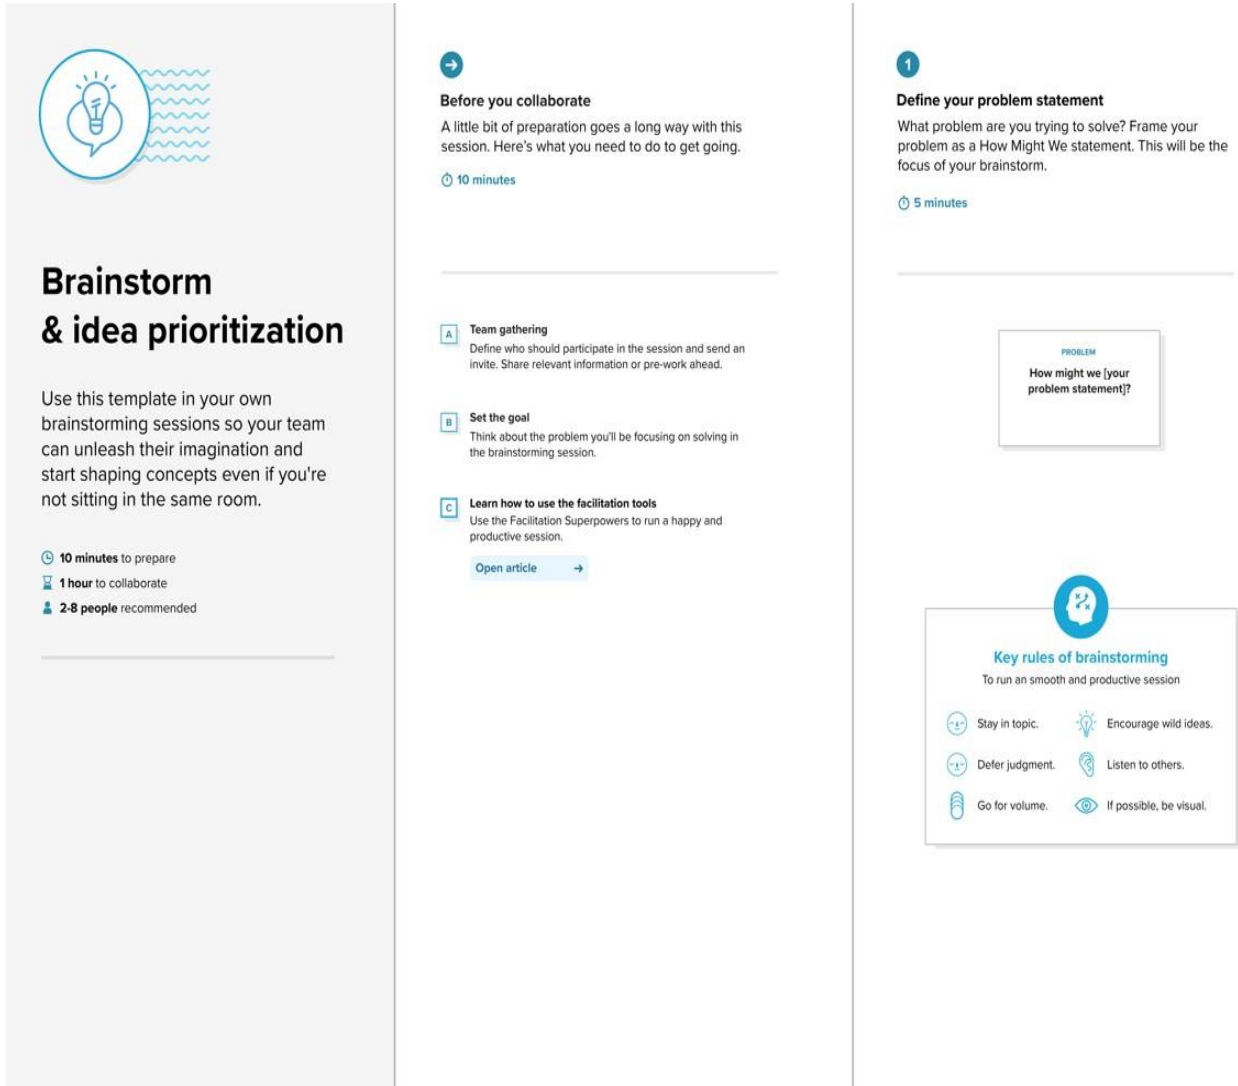 Brainstorm
& idea prioritization
Use this template in your own
brainstorming sessions so your team
can unleash their imagination and
start shaping concepts even if you're
not sitting in the same room.
10 minutes to prepare
1 hour to collaborate
2-8 people recommended
Before you collaborate
A little bit of preparation goes a long way with this
session. Here's what you need to do to get going.
10 minutes
A
Team gathering
Define who should participate in the session and send an
invite. Share relevant information or pre-work ahead.
B
Set the goal
Think about the problem you'll be focusing on solving in
the brainstorming session.
C
Learn how to use the facilitation tools
Use the Facilitation Superpowers to run a happy and
productive session.
Open article
1
Define your problem statement
What problem are you trying to solve? Frame your
problem as a How Might We statement. This will be the
focus of your brainstorm.
5 minutes
PROBLEM
How might we [your
problem statement]?
Key rules of brainstorming
To run an smooth and productive session
Stay in topic.
Encourage wild ideas.
Defer judgment.
Listen to others.
Go for volume.
If possible, be visual.